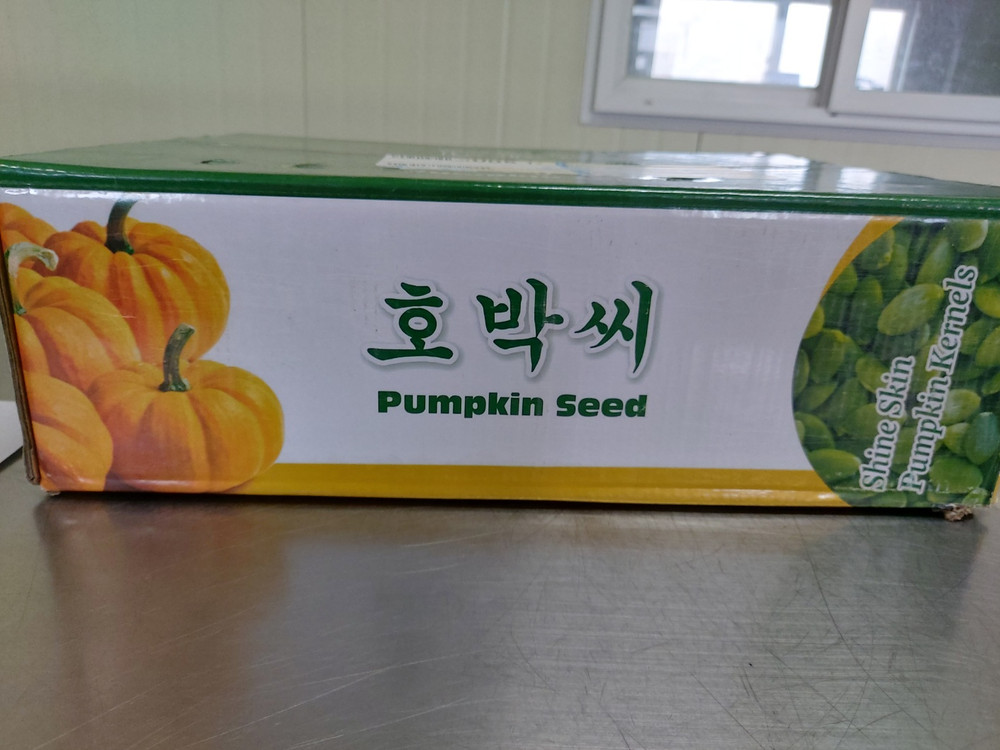 호박씨
Pumpkin Seed
Shine Skin
Pumpkin Kernels